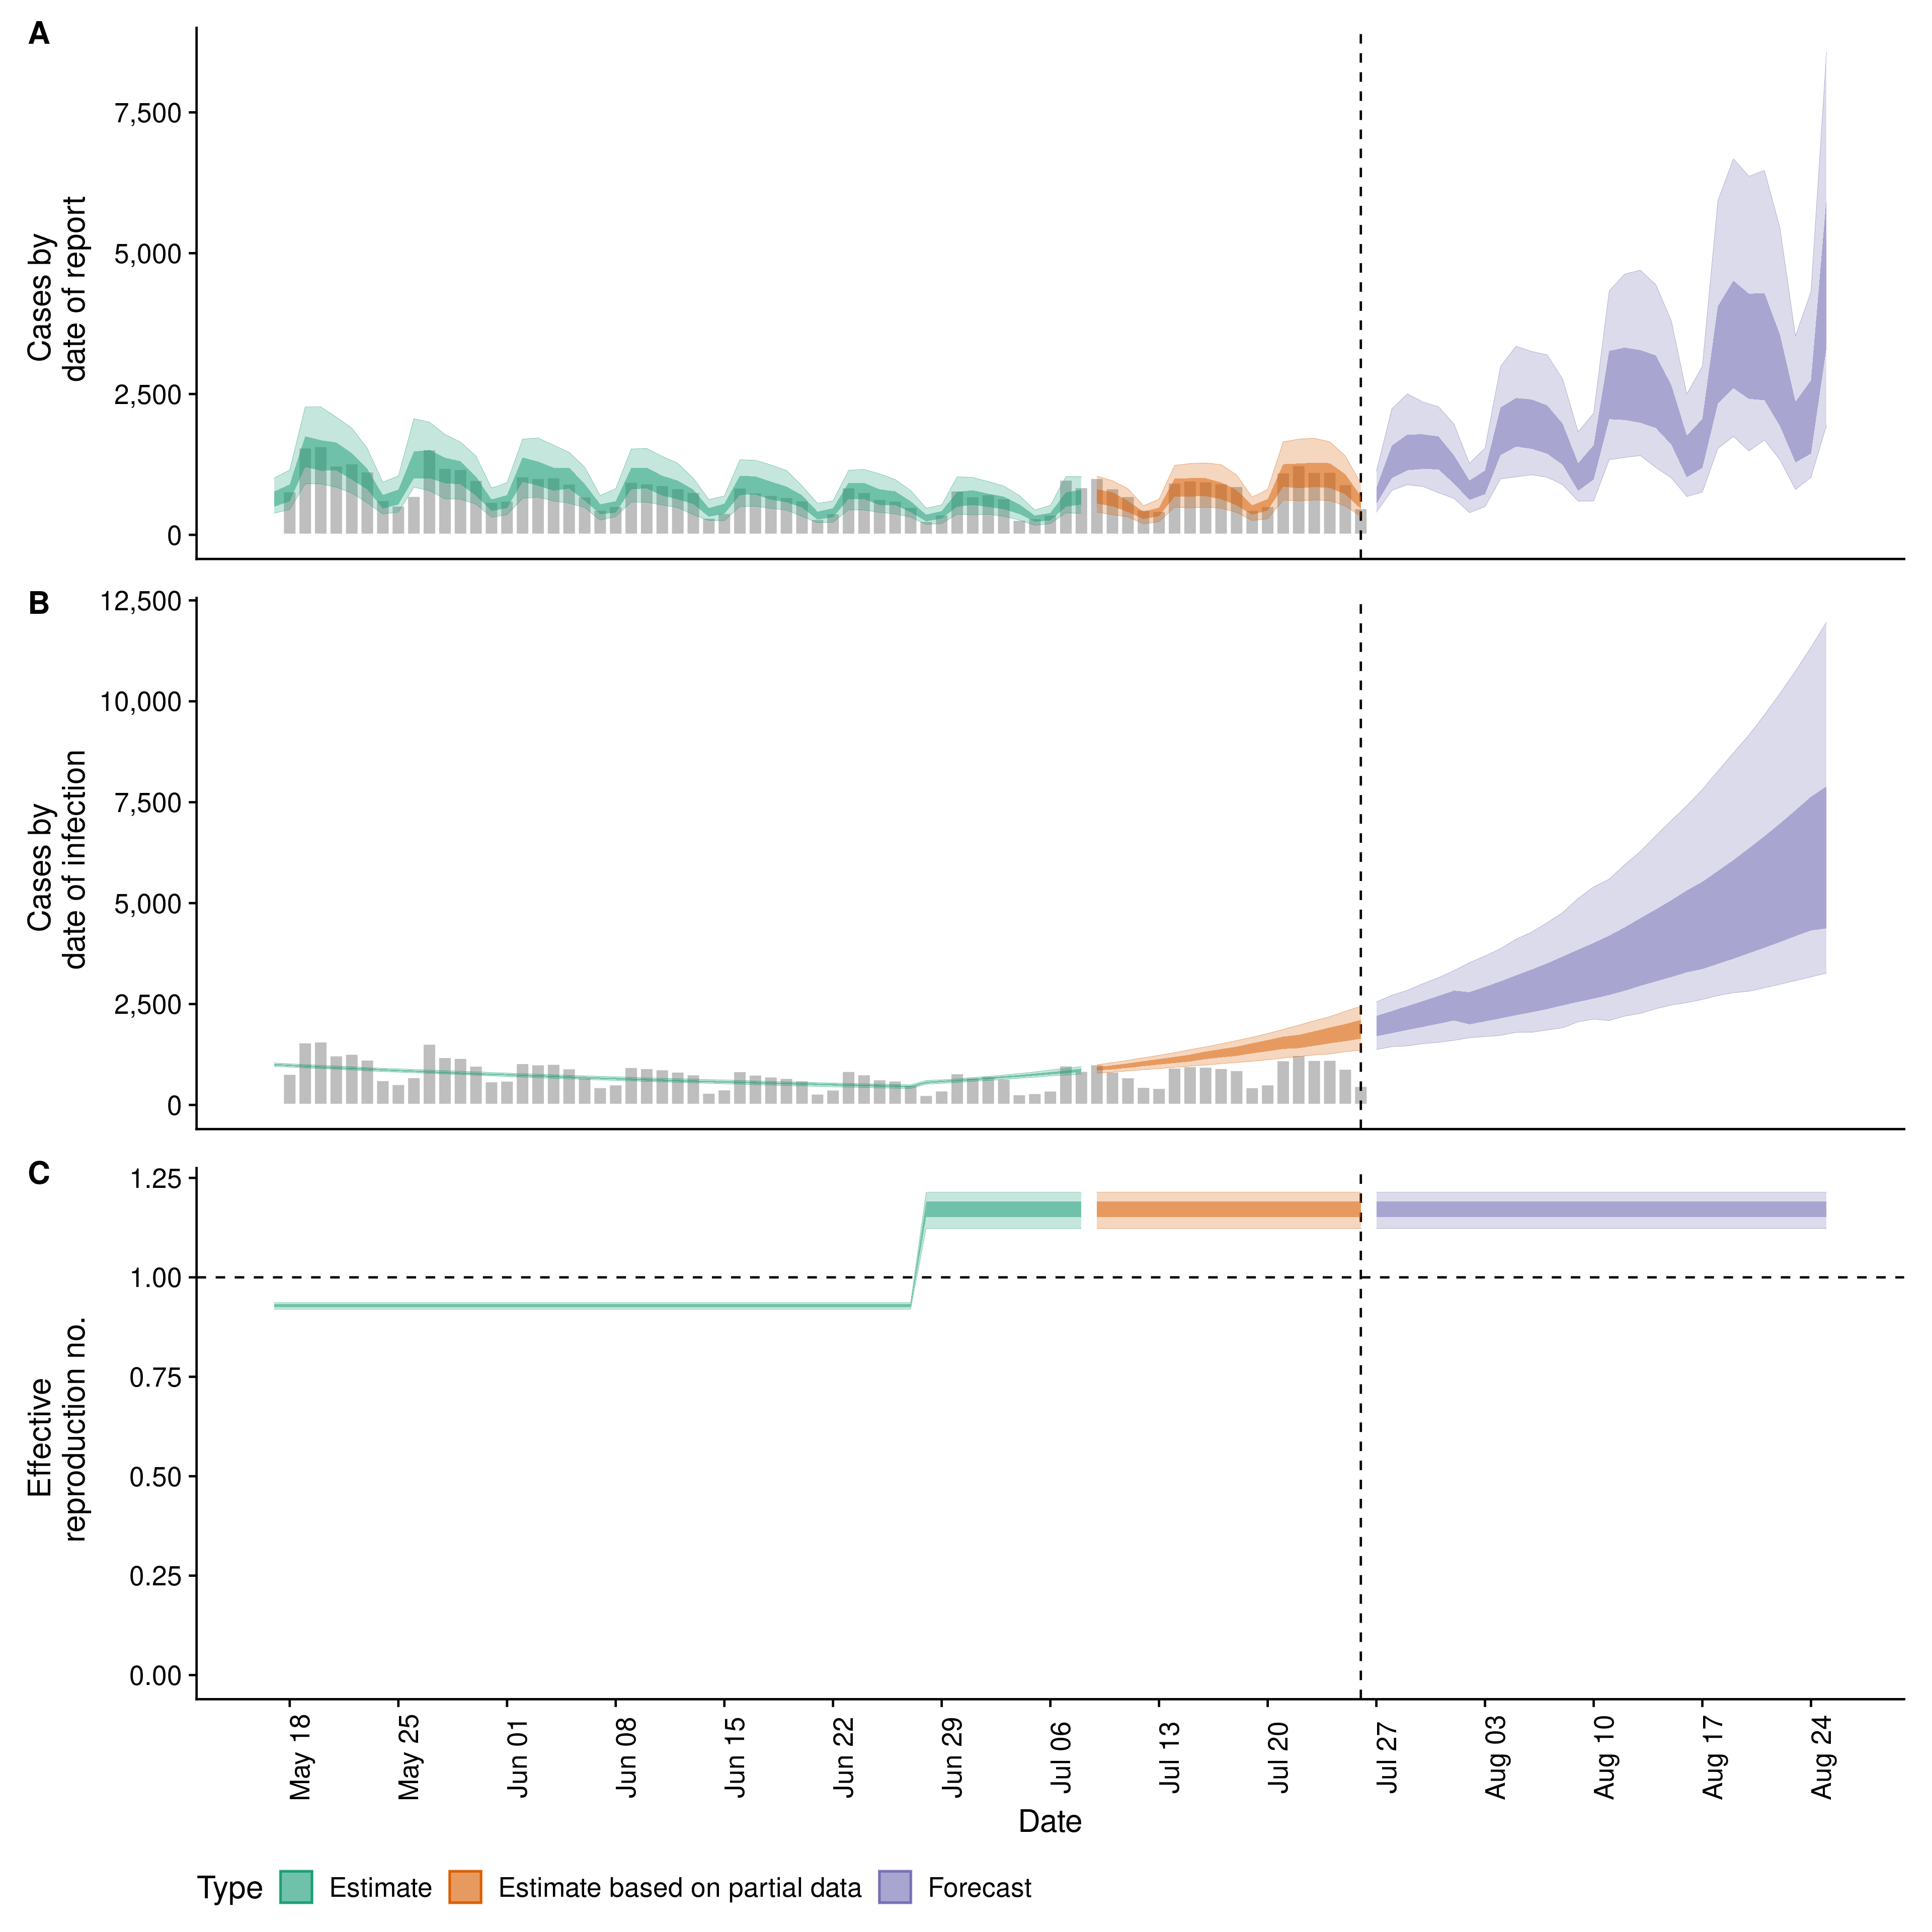 A
7,500
5,000
2,500
0
Cases by
date of report
B
12,500
10,000
7,500
5,000
2,500
0
Cases by
date of infection
C
1.25
1.00
0.75
0.50
0.25
0.00
Effective
reproduction no.
May 18
May 25
Jun 01
Jun 08
Jun 15
Jun 22
Jun 29
Jul 06
Jul 13
Jul 20
Jul 27
Aug 03
Aug 10
Aug 17
Aug 24
Date
Type Estimate Estimate based on partial data Forecast